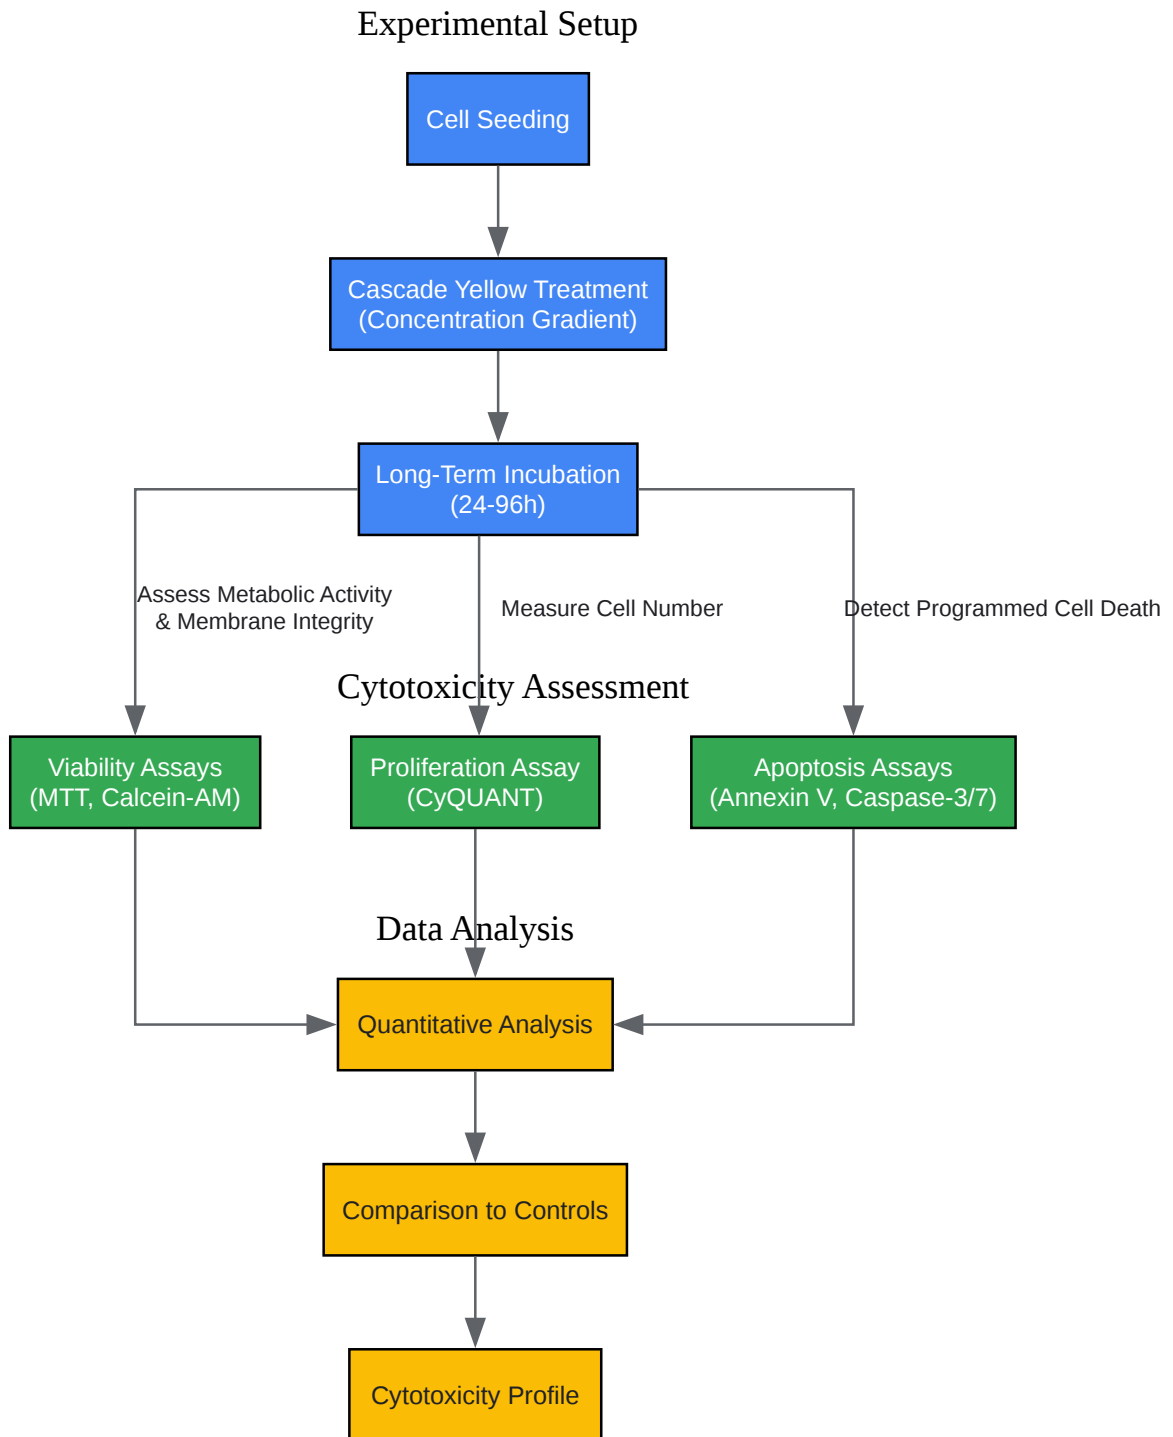 Experimental Setup
Cell Seeding
Cascade Yellow Treatment
(Concentration Gradient)
Long-Term Incubation
(24-96h)
Assess Metabolic Activity
& Membrane Integrity
Measure Cell Number
Detect Programmed Cell Death
Cytotoxicity Assessment
Viability Assays
(MTT, Calcein-AM)
Proliferation Assay
(CyQUANT)
Apoptosis Assays
(Annexin V, Caspase-3/7)
Data Analysis
Quantitative Analysis
Comparison to Controls
Cytotoxicity Profile